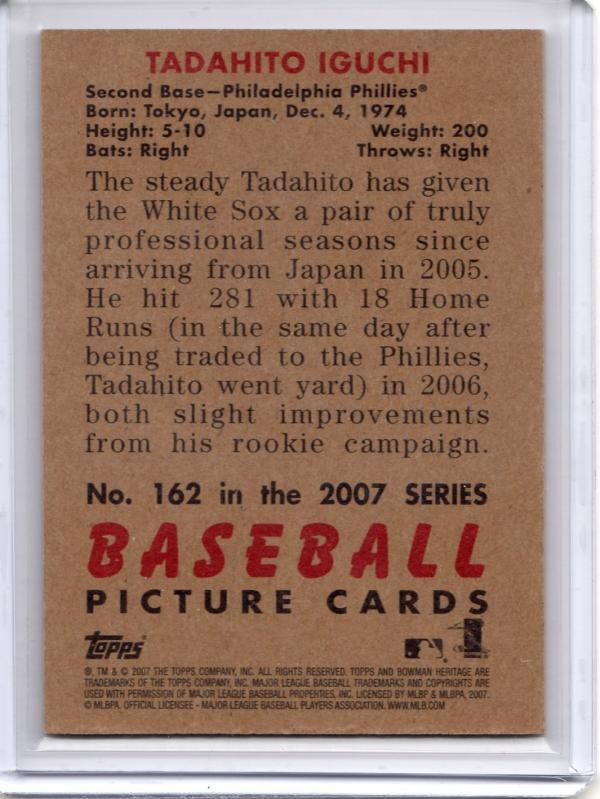 TADAHITO IGUCHI
Second Base—Philadelphia Phillies®
Born: Tokyo, Japan, Dec. 4, 1974
Height: 5-10 Weight: 200
Bats: Right Throws: Right
The steady Tadahito has given
the White Sox a pair of truly
professional seasons since
arriving from Japan in 2005.
He hit 281 with 18 Home
Runs (in the same day after
being traded to the Phillies,
Tadahito went yard) in 2006,
both slight improvements
from his rookie campaign.
No. 162 in the 2007 SERIES
BASEBALL
PICTURE CARDS
topps
®, TM & © 2007 THE TOPPS COMPANY, INC. ALL RIGHTS RESERVED. TOPPS AND BOWMAN HERITAGE ARE
TRADEMARKS OF THE TOPPS COMPANY, INC. MAJOR LEAGUE BASEBALL TRADEMARKS AND COPYRIGHTS ARE
USED WITH PERMISSION OF MAJOR LEAGUE BASEBALL PROPERTIES, INC. LICENSED BY MLBP & MLBPA, 2007.
© MLBPA, OFFICIAL LICENSEE - MAJOR LEAGUE BASEBALL PLAYERS ASSOCIATION. WWW.MLB.COM